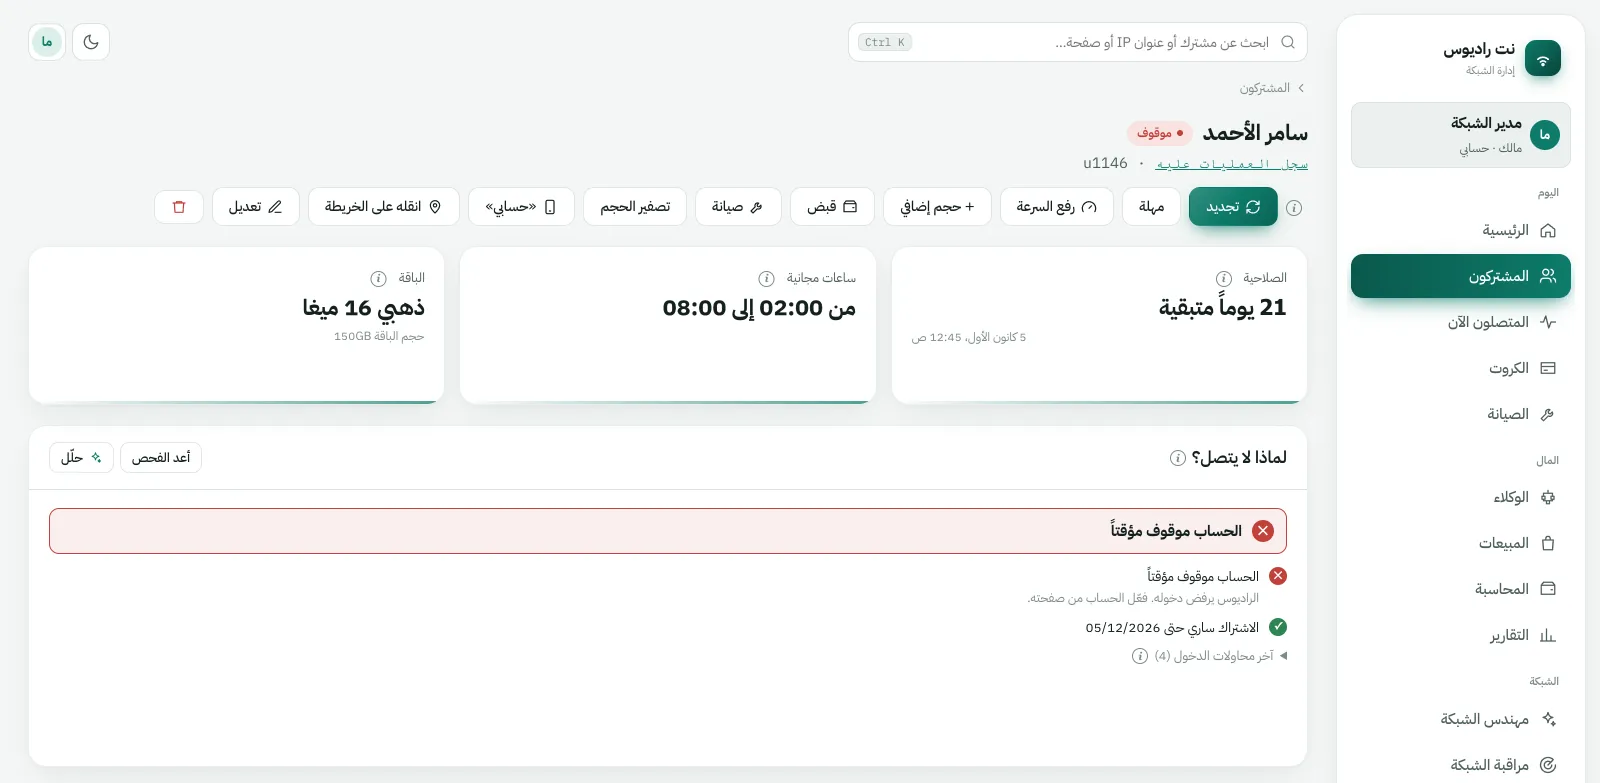 نت راديوس
إدارة الشبكة
ما
مدير الشبكة
مالك · حسابي
اليوم
الرئيسية
المشتركون
المتصلون الآن
الكروت
الصيانة
المال
الوكلاء
المبيعات
المحاسبة
التقارير
الشبكة
مهندس الشبكة
مراقبة الشبكة
ابحث عن مشترك أو عنوان IP أو صفحة...
Ctrl K
ما
المشتركون
سامر الأحمد
موقوف
سجل العمليات عليه · u1146
تجديد
مهلة
رفع السرعة
+ حجم إضافي
قبض
صيانة
تصفير الحجم
«حسابي»
انقله على الخريطة
تعديل
الصلاحية
21 يوماً متبقية
5 كانون الأول، 12:45 ص
ساعات مجانية
من 02:00 إلى 08:00
الباقة
ذهبي 16 ميغا
حجم الباقة 150GB
لماذا لا يتصل؟
أعد الفحص
حلّل
الحساب موقوف مؤقتاً
الحساب موقوف مؤقتاً
الراديوس يرفض دخوله. فعّل الحساب من صفحته.
الاشتراك ساري حتى 05/12/2026
آخر محاولات الدخول (4)